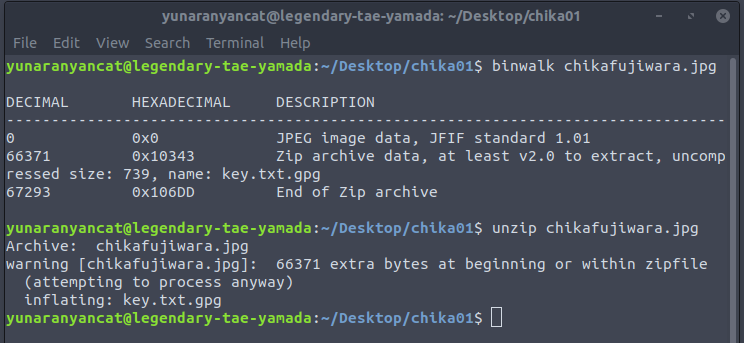 yunaranyancat@legendary-tae-yamada: ~/Desktop/chika01
File Edit View Search Terminal Help
yunaranyancat@legendary-tae-yamada:~/Desktop/chika01$ binwalk chikafujiwara.jpg
DECIMAL       HEXADECIMAL     DESCRIPTION
--------------------------------------------------------------------------------
0             0x0             JPEG image data, JFIF standard 1.01
66371         0x10343         Zip archive data, at least v2.0 to extract, uncomp
ressed size: 739, name: key.txt.gpg
67293         0x106DD         End of Zip archive
yunaranyancat@legendary-tae-yamada:~/Desktop/chika01$ unzip chikafujiwara.jpg
Archive:  chikafujiwara.jpg
warning [chikafujiwara.jpg]:  66371 extra bytes at beginning or within zipfile
  (attempting to process anyway)
  inflating: key.txt.gpg
yunaranyancat@legendary-tae-yamada:~/Desktop/chika01$